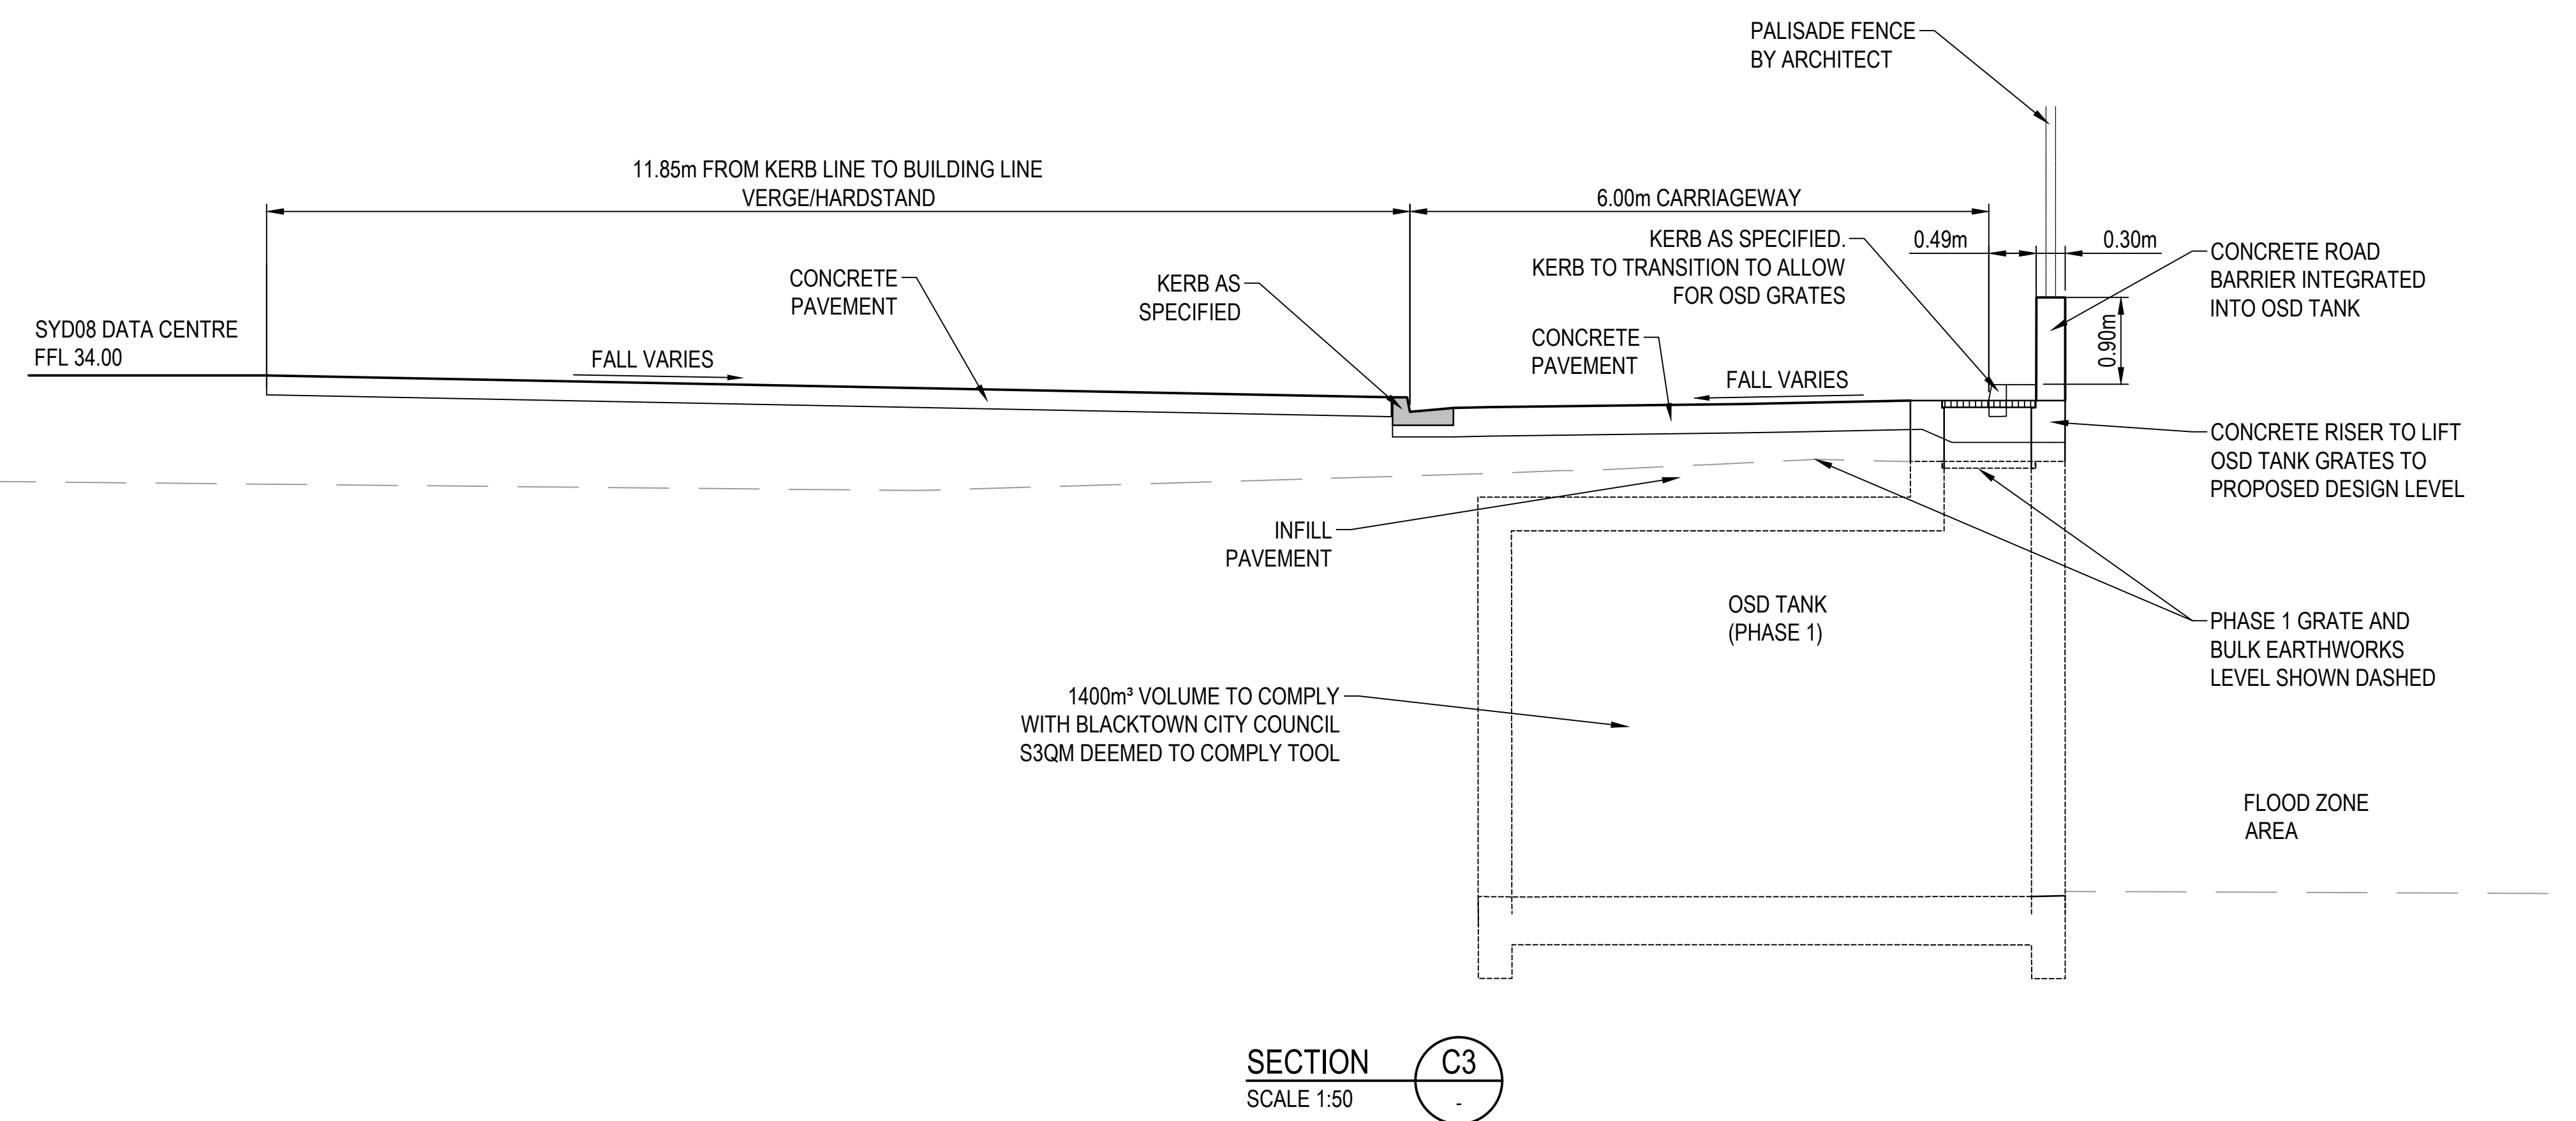 PALISADE FENCE
BY ARCHITECT
11.85m FROM KERB LINE TO BUILDING LINE
VERGE/HARDSTAND
6.00m CARRIAGEWAY
KERB AS SPECIFIED.
KERB TO TRANSITION TO ALLOW
FOR OSD GRATES
0.49m
0.30m
CONCRETE ROAD
BARRIER INTEGRATED
INTO OSD TANK
CONCRETE
PAVEMENT
KERB AS
SPECIFIED
0.90m
SYD08 DATA CENTRE
FFL 34.00
FALL VARIES
CONCRETE
PAVEMENT
FALL VARIES
CONCRETE RISER TO LIFT
OSD TANK GRATES TO
PROPOSED DESIGN LEVEL
INFILL
PAVEMENT
OSD TANK
(PHASE 1)
PHASE 1 GRATE AND
BULK EARTHWORKS
LEVEL SHOWN DASHED
1400m³ VOLUME TO COMPLY
WITH BLACKTOWN CITY COUNCIL
S3QM DEEMED TO COMPLY TOOL
FLOOD ZONE
AREA
SECTION
SCALE 1:50
C3
-